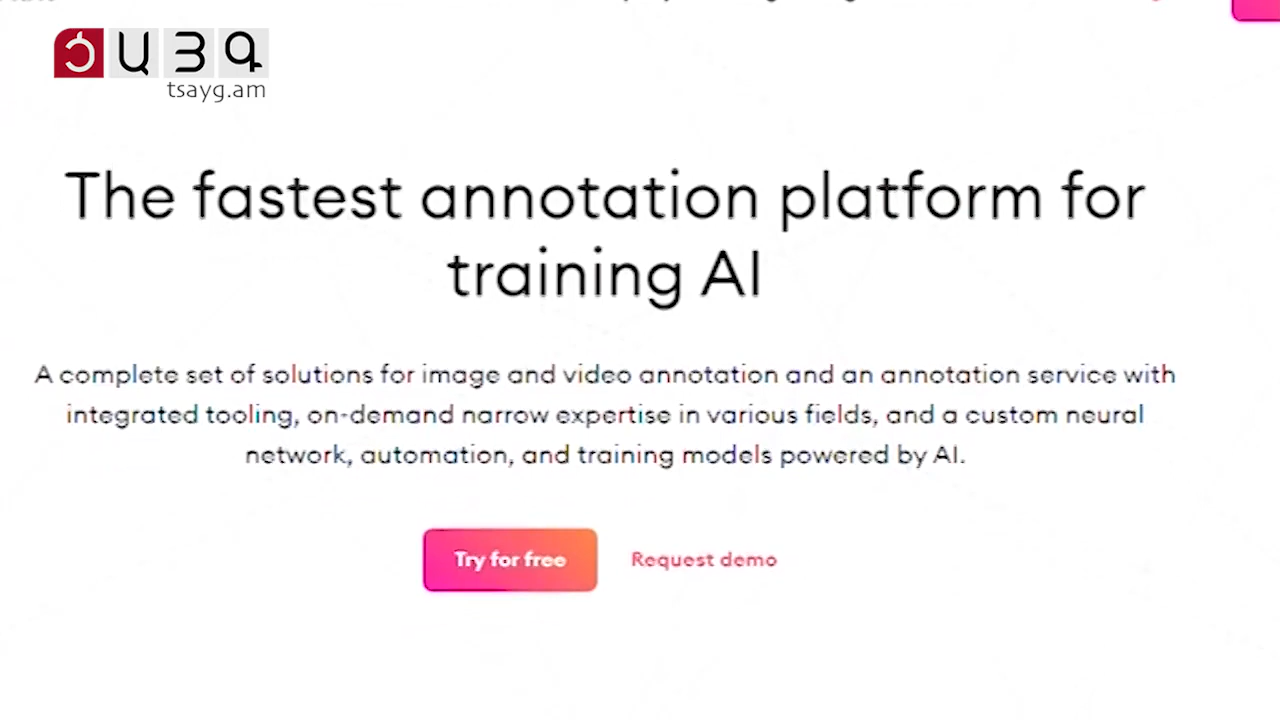 ՑԱՅԳ
tsayg.am
The fastest annotation platform for
training AI
A complete set of solutions for image and video annotation and an annotation service with
integrated tooling, on-demand narrow expertise in various fields, and a custom neural
network, automation, and training models powered by AI.
Try for free
Request demo